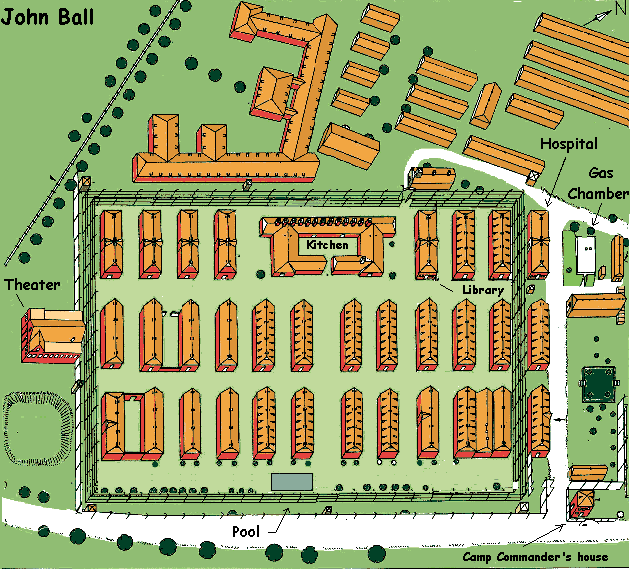 John Ball
N
Hospital
Gas
Chamber
Kitchen
Theater
Library
Pool
Camp Commander's house